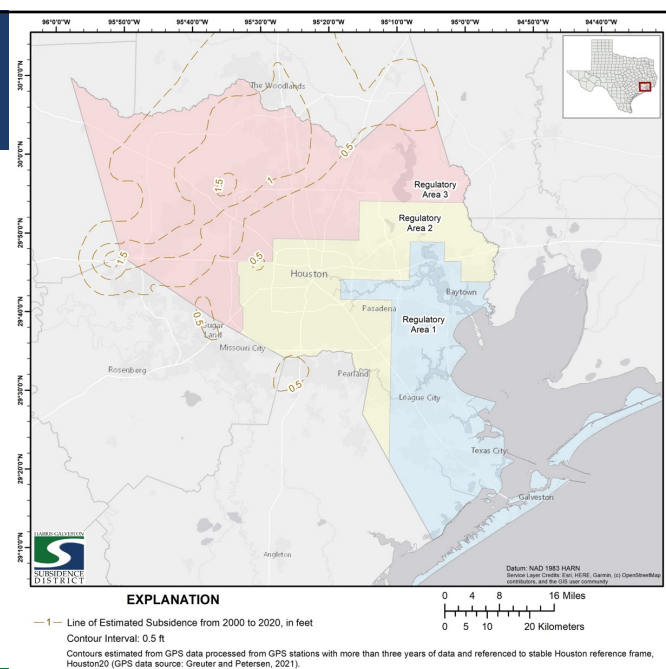 96°0'0"W 95°50'0"W 95°40'0"W 95°30'0"W 95°20'0"W 95°10'0"W 95°0'0"W 94°50'0"W 94°40'0"W
30°10'0"N
30°0'0"N
29°50'0"N
29°40'0"N
29°30'0"N
29°20'0"N
29°10'0"N
The Woodlands
0.5
0.5
1.5
1
Regulatory
Area 3
Regulatory
Area 2
1.5
0.5
Houston
Baytown
Pasadena
Regulatory
Area 1
0.5
Sugar
Land
Missouri City
Rosenberg
Pearland
0.5
League City
Texas City
Galveston
Angleton
HARRIS-GALVESTON
SUBSIDENCE
DISTRICT
Datum: NAD 1983 HARN
Service Layer Credits: Esri, HERE, Garmin, (c) OpenStreetMap
contributors, and the GIS user community
EXPLANATION
1 Line of Estimated Subsidence from 2000 to 2020, in feet
Contour Interval: 0.5 ft
0 4 8 16 Miles
0 5 10 20 Kilometers
Contours estimated from GPS data processed from GPS stations with more than three years of data and referenced to stable Houston reference frame,
Houston20 (GPS data source: Greuter and Petersen, 2021).